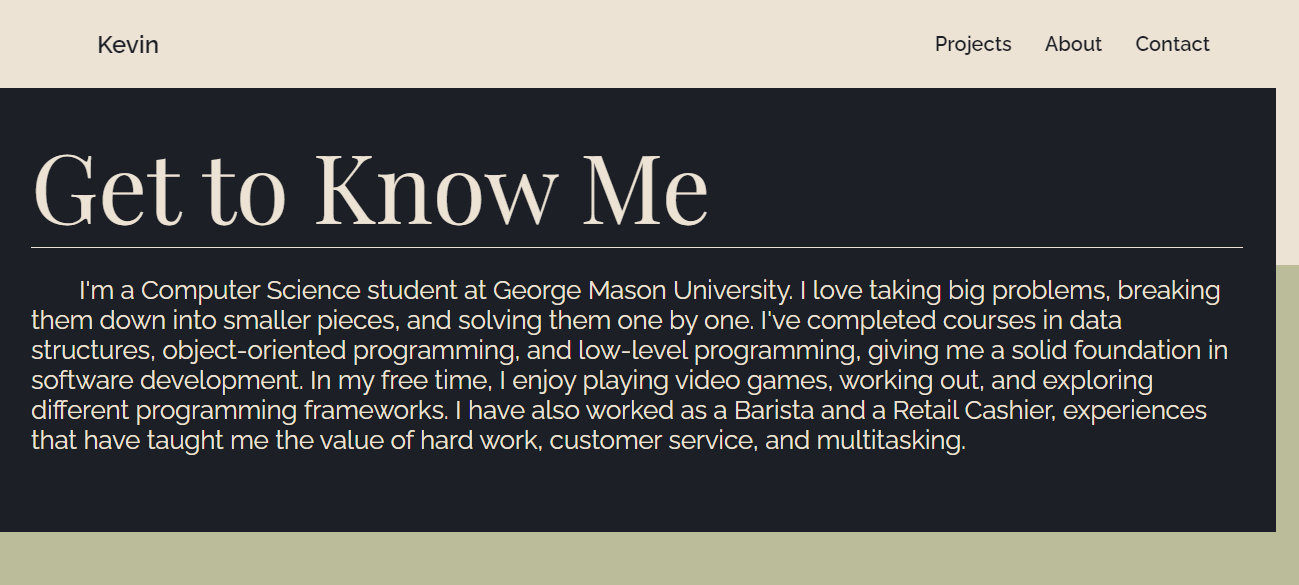 Kevin
Projects About Contact
Get to Know Me
I'm a Computer Science student at George Mason University. I love taking big problems, breaking
them down into smaller pieces, and solving them one by one. I've completed courses in data
structures, object-oriented programming, and low-level programming, giving me a solid foundation in
software development. In my free time, I enjoy playing video games, working out, and exploring
different programming frameworks. I have also worked as a Barista and a Retail Cashier, experiences
that have taught me the value of hard work, customer service, and multitasking.